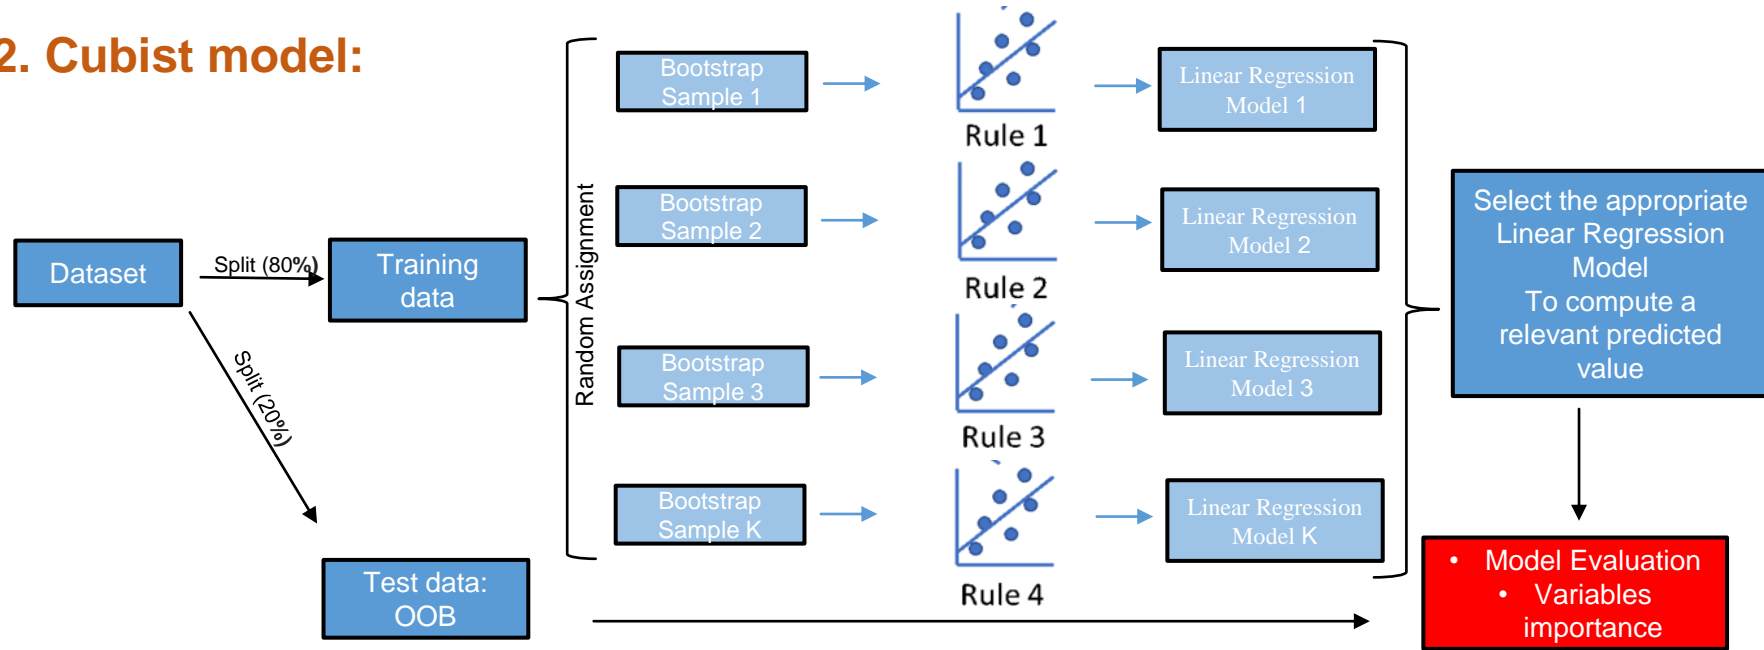 2. Cubist model:
Dataset
Split (80%)
Training
data
Split (20%)
Test data:
OOB
Random Assignment
Bootstrap
Sample 1
Rule 1
Linear Regression
Model 1
Bootstrap
Sample 2
Rule 2
Linear Regression
Model 2
Bootstrap
Sample 3
Rule 3
Linear Regression
Model 3
Bootstrap
Sample K
Rule 4
Linear Regression
Model K
Select the appropriate
Linear Regression
Model
To compute a
relevant predicted
value
• Model Evaluation
• Variables
importance